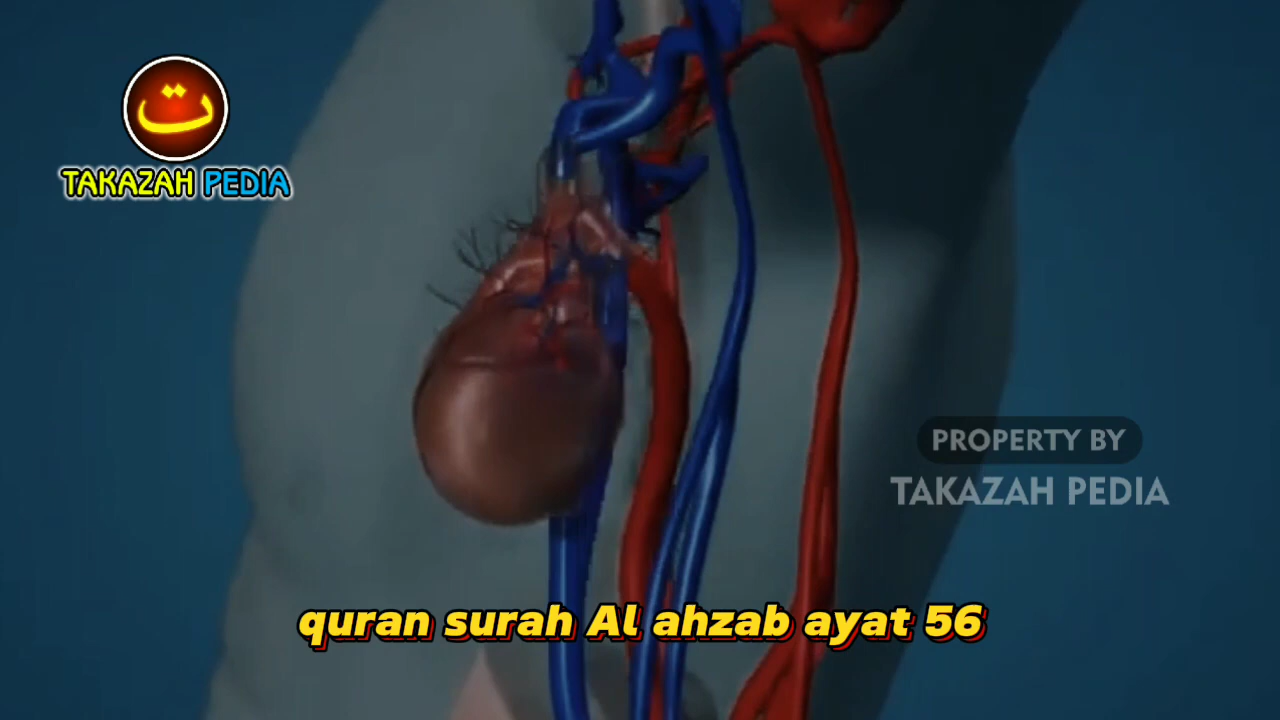 ت
TAKAZAH PEDIA
PROPERTY BY
TAKAZAH PEDIA
quran surah Al ahzab ayat 56